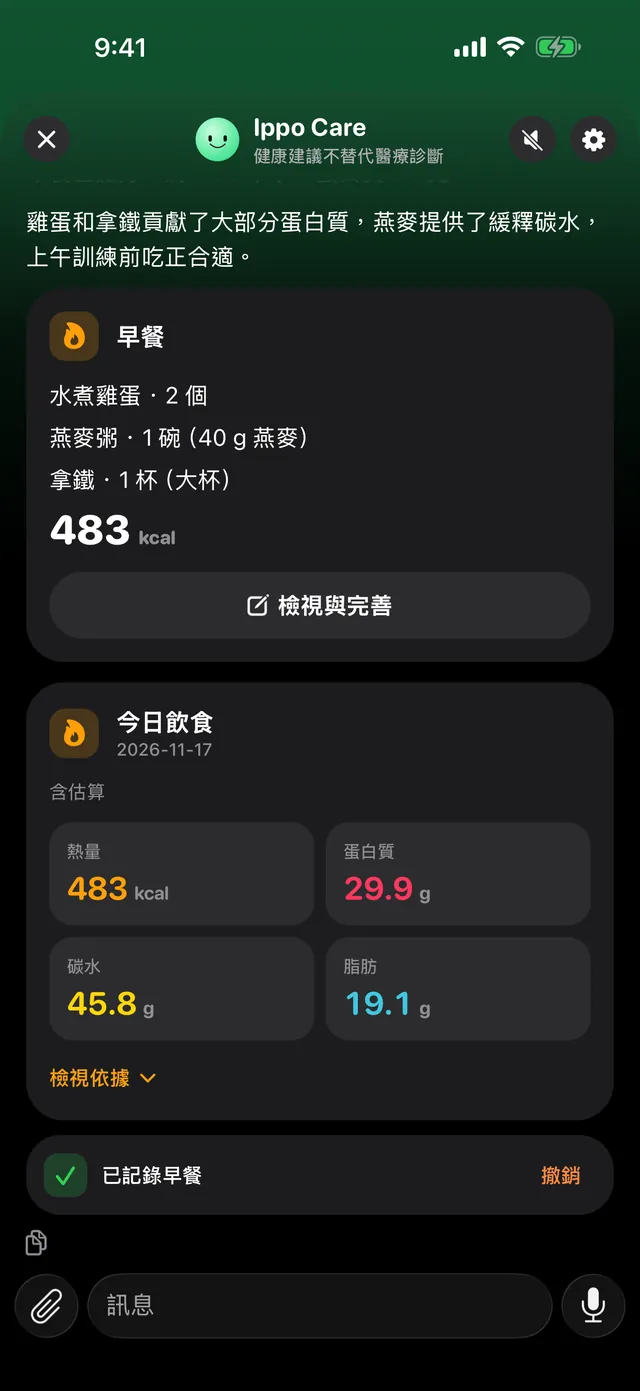 9:41
Ippo Care
健康建議不替代醫療診斷
雞蛋和拿鐵貢獻了大部分蛋白質，燕麥提供了緩釋碳水，
上午訓練前吃正合適。
早餐
水煮雞蛋 · 2 個
燕麥粥 · 1 碗（40 g 燕麥）
拿鐵 · 1 杯（大杯）
483 kcal
檢視與完善
今日飲食
2026-11-17
含估算
熱量
483 kcal
蛋白質
29.9 g
碳水
45.8 g
脂肪
19.1 g
檢視依據
已記錄早餐
撤銷
訊息